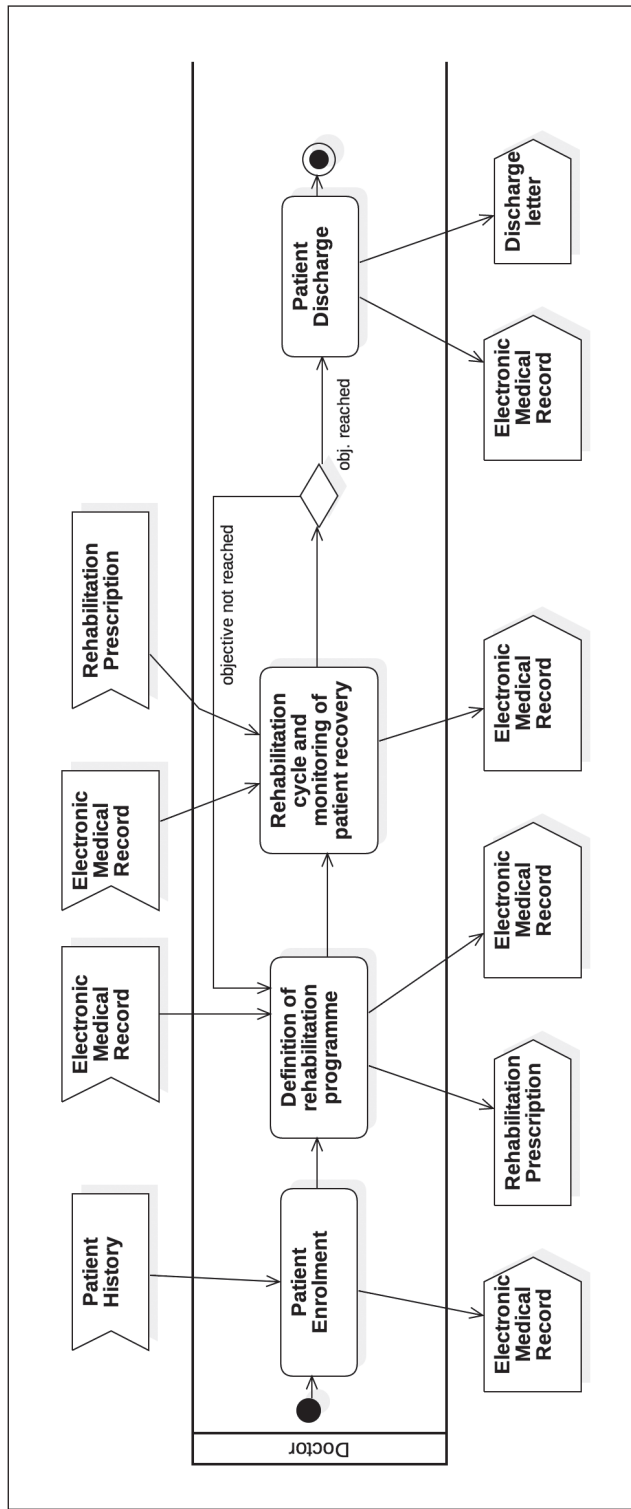 Doctor
Patient
History
Electronic
Medical
Record
Electronic
Medical
Record
Rehabilitation
Prescription
Patient
Enrolment
Definition of
rehabilitation
programme
Rehabilitation
cycle and
monitoring of
patient recovery
objective not reached
obj. reached
Patient
Discharge
Electronic
Medical
Record
Rehabilitation
Prescription
Electronic
Medical
Record
Electronic
Medical
Record
Electronic
Medical
Record
Discharge
letter